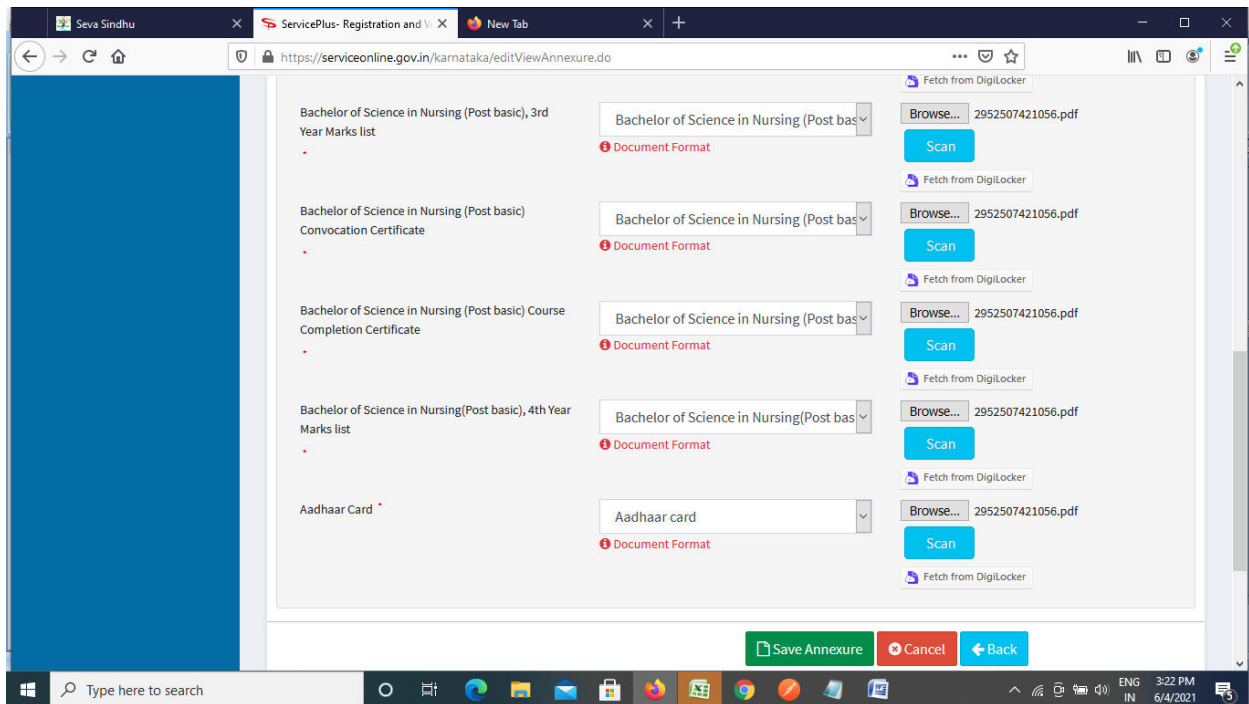 Seva Sindhu
ServicePlus- Registration and
New Tab
https://serviceonline.gov.in/karnataka/editViewAnnexure.do
Fetch from DigiLocker
Bachelor of Science in Nursing (Post basic), 3rd
Year Marks list
*
Bachelor of Science in Nursing (Post bas
Document Format
Browse... 2952507421056.pdf
Scan
Fetch from DigiLocker
Bachelor of Science in Nursing (Post basic)
Convocation Certificate
*
Bachelor of Science in Nursing (Post bas
Document Format
Browse... 2952507421056.pdf
Scan
Fetch from DigiLocker
Bachelor of Science in Nursing (Post basic) Course
Completion Certificate
*
Bachelor of Science in Nursing (Post bas
Document Format
Browse... 2952507421056.pdf
Scan
Fetch from DigiLocker
Bachelor of Science in Nursing(Post basic), 4th Year
Marks list
*
Bachelor of Science in Nursing(Post bas
Document Format
Browse... 2952507421056.pdf
Scan
Fetch from DigiLocker
Aadhaar Card *
Aadhaar card
Document Format
Browse... 2952507421056.pdf
Scan
Fetch from DigiLocker
Save Annexure
Cancel
Back
Type here to search
ENG
IN
3:22 PM
6/4/2021
5